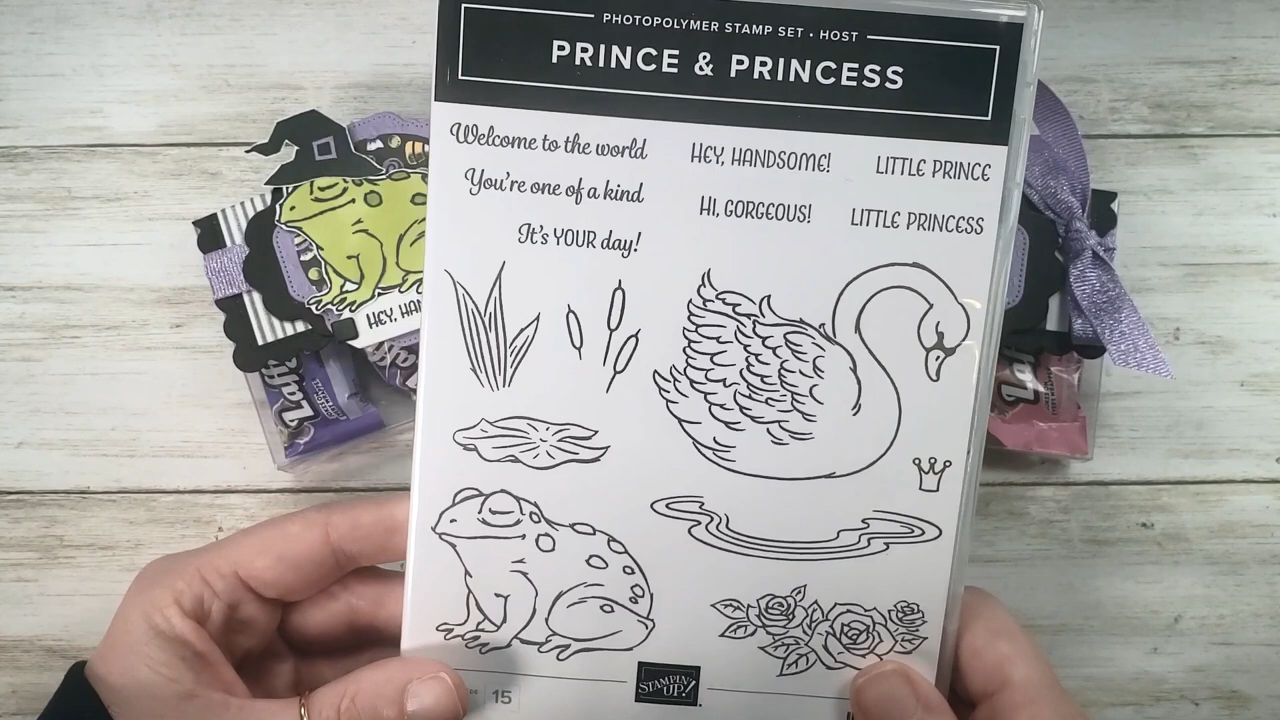 PHOTOPOLYMER STAMP SET • HOST
PRINCE & PRINCESS
Welcome to the world
HEY, HANDSOME!
LITTLE PRINCE
You're one of a kind
HI, GORGEOUS!
LITTLE PRINCESS
It's YOUR day!
HEY, HAN
Laffy
15
STAMPIN' UP!